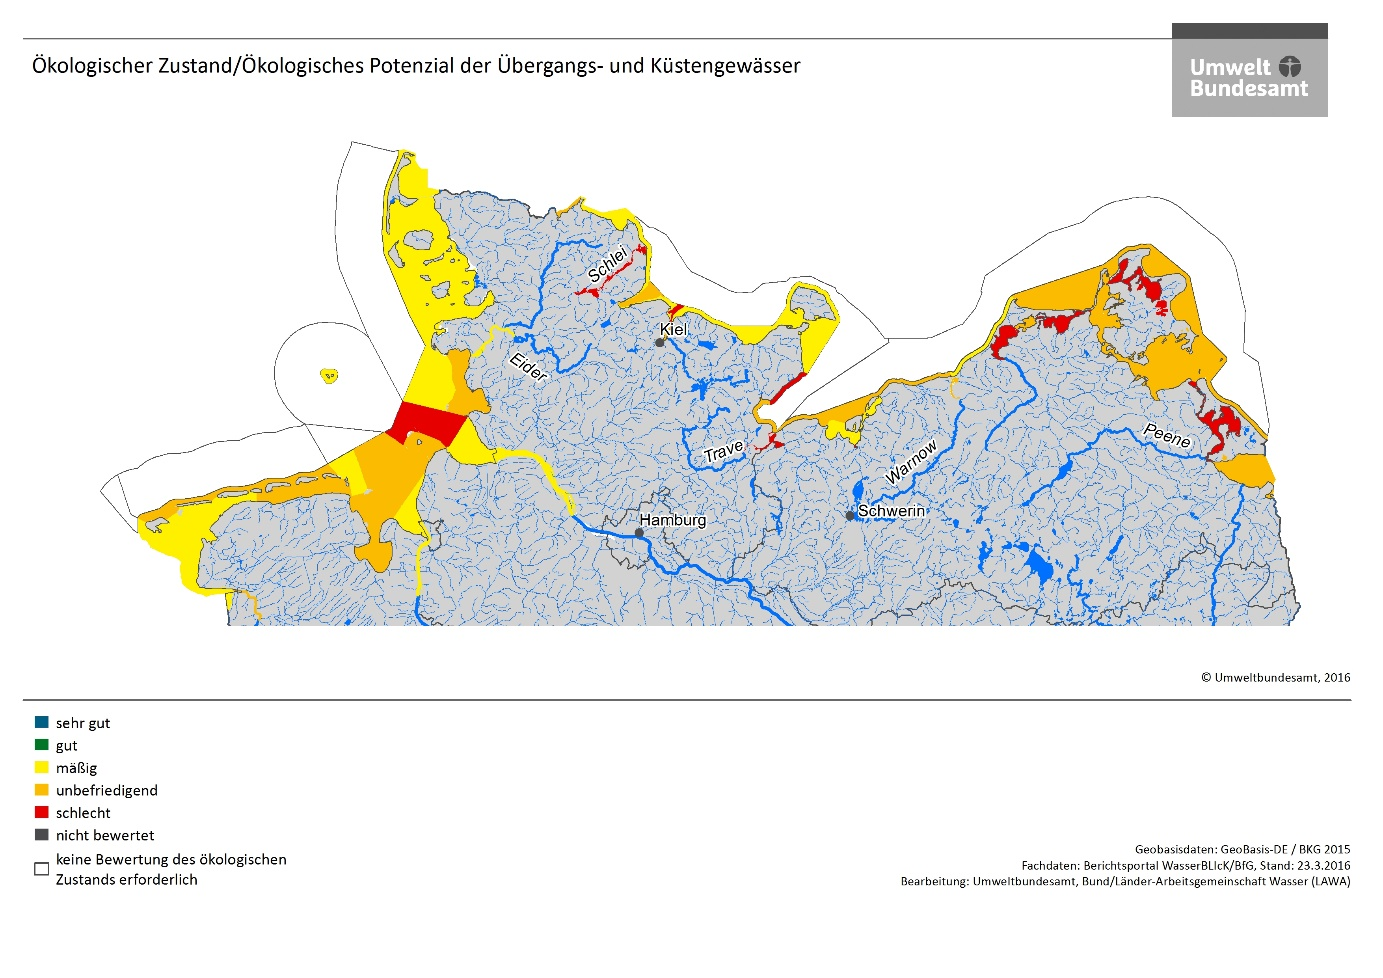 Ökologischer Zustand/Ökologisches Potenzial der Übergangs- und Küstengewässer
Umwelt
Bundesamt
Schlei
Kiel
Eider
Trave
Warnow
Peene
Hamburg
Schwerin
© Umweltbundesamt, 2016
sehr gut
gut
mäßig
unbefriedigend
schlecht
nicht bewertet
keine Bewertung des ökologischen
Zustands erforderlich
Geobasisdaten: GeoBasis-DE / BKG 2015
Fachdaten: Berichtsportal WasserBLIcK/BfG, Stand: 23.3.2016
Bearbeitung: Umweltbundesamt, Bund/Länder-Arbeitsgemeinschaft Wasser (LAWA)